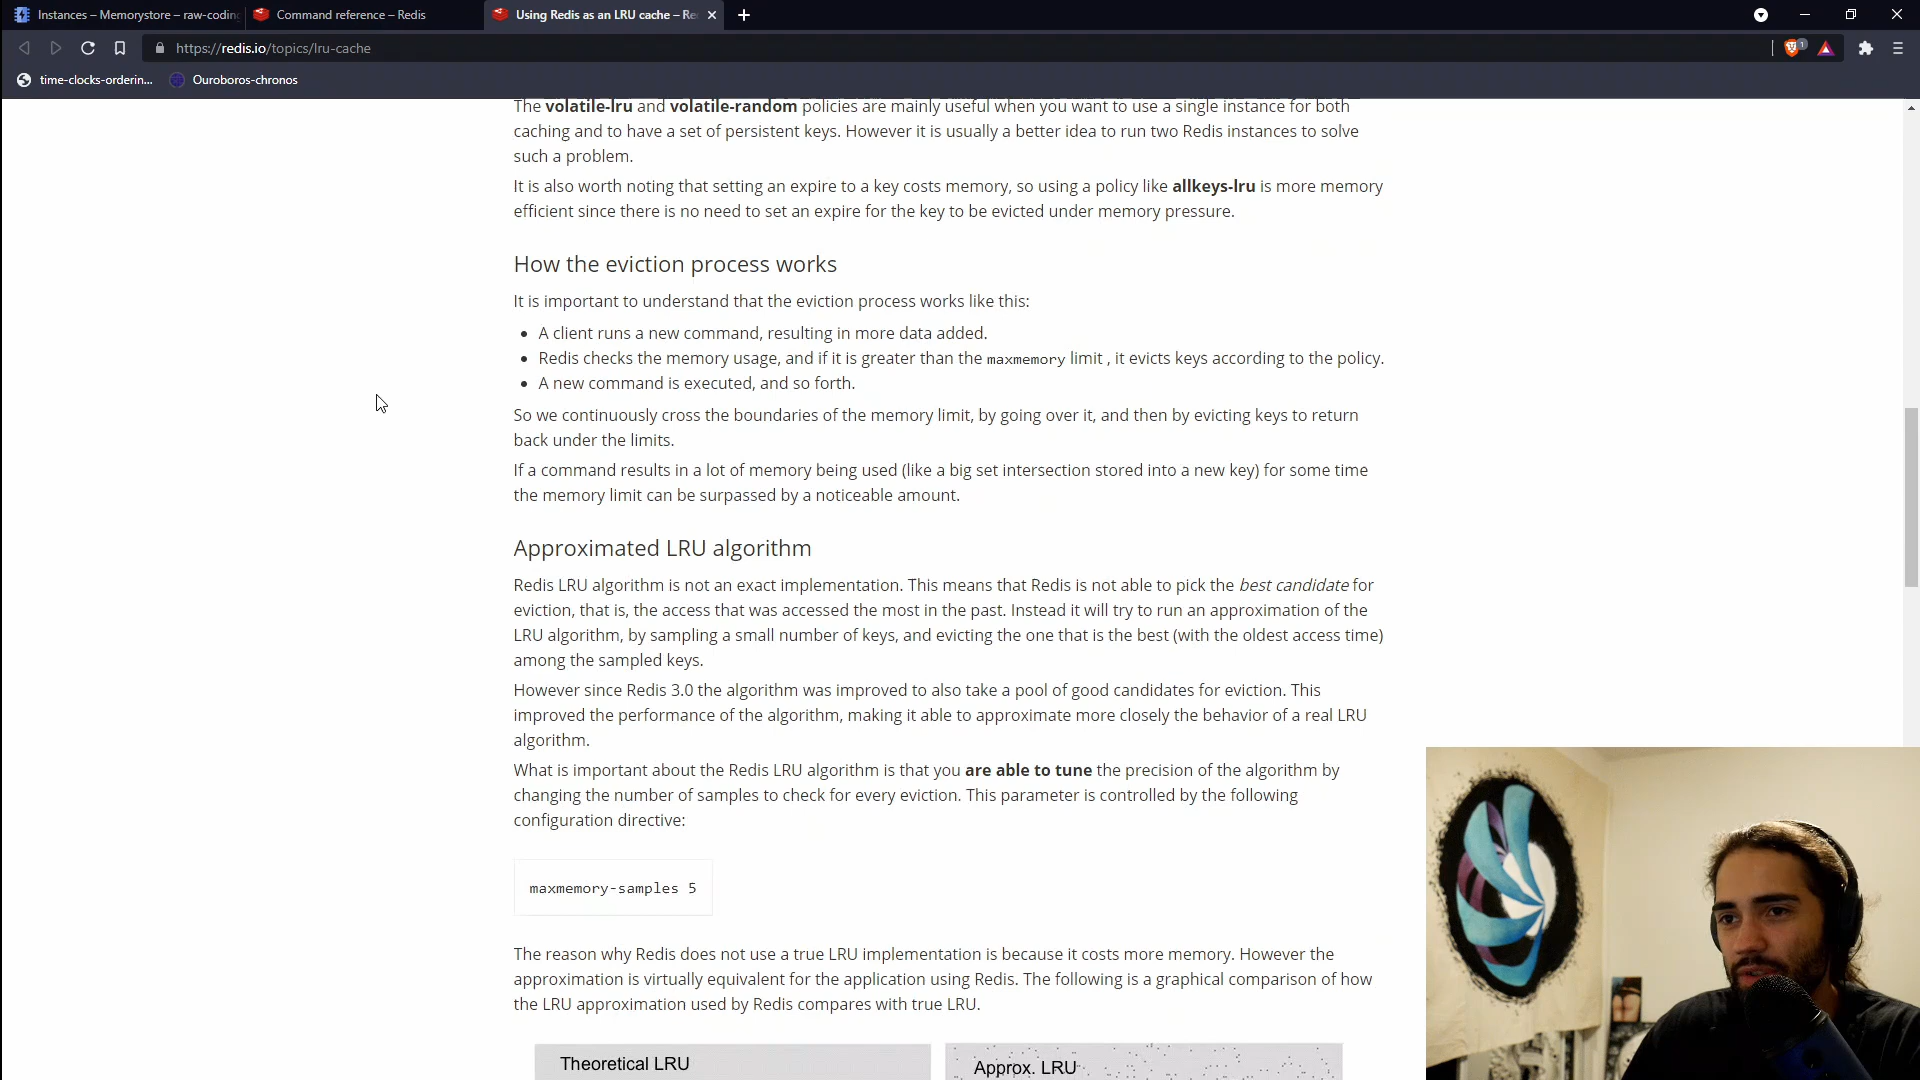 Instances – Memorystore – raw-coding
Command reference – Redis
Using Redis as an LRU cache – Re
https://redis.io/topics/lru-cache
1
time-clocks-orderin...
Ouroboros-chronos
The volatile-lru and volatile-random policies are mainly useful when you want to use a single instance for both
caching and to have a set of persistent keys. However it is usually a better idea to run two Redis instances to solve
such a problem.
It is also worth noting that setting an expire to a key costs memory, so using a policy like allkeys-lru is more memory
efficient since there is no need to set an expire for the key to be evicted under memory pressure.
How the eviction process works
It is important to understand that the eviction process works like this:
• A client runs a new command, resulting in more data added.
• Redis checks the memory usage, and if it is greater than the maxmemory limit , it evicts keys according to the policy.
• A new command is executed, and so forth.
So we continuously cross the boundaries of the memory limit, by going over it, and then by evicting keys to return
back under the limits.
If a command results in a lot of memory being used (like a big set intersection stored into a new key) for some time
the memory limit can be surpassed by a noticeable amount.
Approximated LRU algorithm
Redis LRU algorithm is not an exact implementation. This means that Redis is not able to pick the best candidate for
eviction, that is, the access that was accessed the most in the past. Instead it will try to run an approximation of the
LRU algorithm, by sampling a small number of keys, and evicting the one that is the best (with the oldest access time)
among the sampled keys.
However since Redis 3.0 the algorithm was improved to also take a pool of good candidates for eviction. This
improved the performance of the algorithm, making it able to approximate more closely the behavior of a real LRU
algorithm.
What is important about the Redis LRU algorithm is that you are able to tune the precision of the algorithm by
changing the number of samples to check for every eviction. This parameter is controlled by the following
configuration directive:
maxmemory-samples 5
The reason why Redis does not use a true LRU implementation is because it costs more memory. However the
approximation is virtually equivalent for the application using Redis. The following is a graphical comparison of how
the LRU approximation used by Redis compares with true LRU.
Theoretical LRU
Approx. LRU